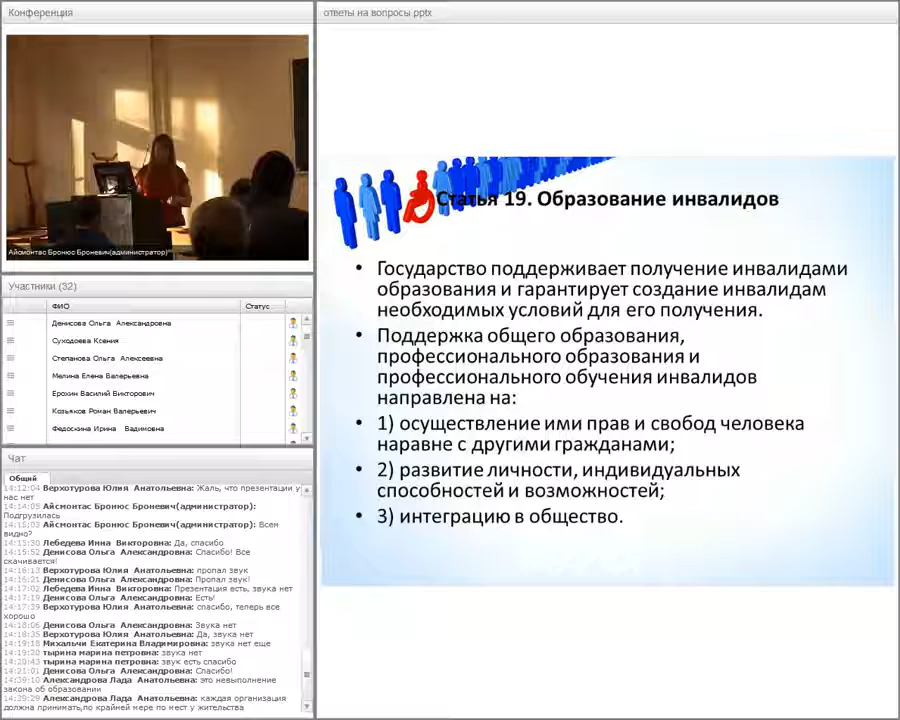 Конференция
Айсмонтас Бронюс Броневич(администратор)
Участники (32)
ФИО Статус
Денисова Ольга Александровна
Суходоева Ксения
Степанова Ольга Алексеевна
Мелина Елена Валерьевна
Ерохин Василий Викторович
Козьяков Роман Валерьевич
Федоскина Ирина Вадимовна
Чат
Общий
14:12:04 Верхотурова Юлия Анатольевна: Жаль, что презентации у
нас нет
14:14:05 Айсмонтас Бронюс Броневич(администратор):
Подгрузилась
14:15:03 Айсмонтас Бронюс Броневич(администратор): Всем
видно?
14:15:30 Лебедева Инна Викторовна: Да, спасибо
14:15:52 Денисова Ольга Александровна: Спасибо! Все
скачивается!
14:16:13 Верхотурова Юлия Анатольевна: пропал звук
14:16:21 Денисова Ольга Александровна: Пропал звук!
14:17:02 Лебедева Инна Викторовна: Презентация есть, звука нет
14:17:19 Денисова Ольга Александровна: Есть!
14:17:39 Верхотурова Юлия Анатольевна: спасибо, теперь все
хорошо
14:18:06 Денисова Ольга Александровна: Звука нет
14:18:35 Верхотурова Юлия Анатольевна: Да, звука нет
14:19:18 Михальчи Екатерина Владимировна: звука нет еще
14:19:20 тырина марина петровна: звука нет
14:20:43 тырина марина петровна: звук есть спасибо
14:21:01 Денисова Ольга Александровна: Спасибо!
14:39:10 Александрова Лада Анатольевна: это невыполнение
закона об образовании
14:39:29 Александрова Лада Анатольевна: каждая организация
должна принимать,по крайней мере по мест у жительства
ответы на вопросы.pptx
Статья 19. Образование инвалидов
• Государство поддерживает получение инвалидами
образования и гарантирует создание инвалидам
необходимых условий для его получения.
• Поддержка общего образования,
профессионального образования и
профессионального обучения инвалидов
направлена на:
• 1) осуществление ими прав и свобод человека
наравне с другими гражданами;
• 2) развитие личности, индивидуальных
способностей и возможностей;
• 3) интеграцию в общество.